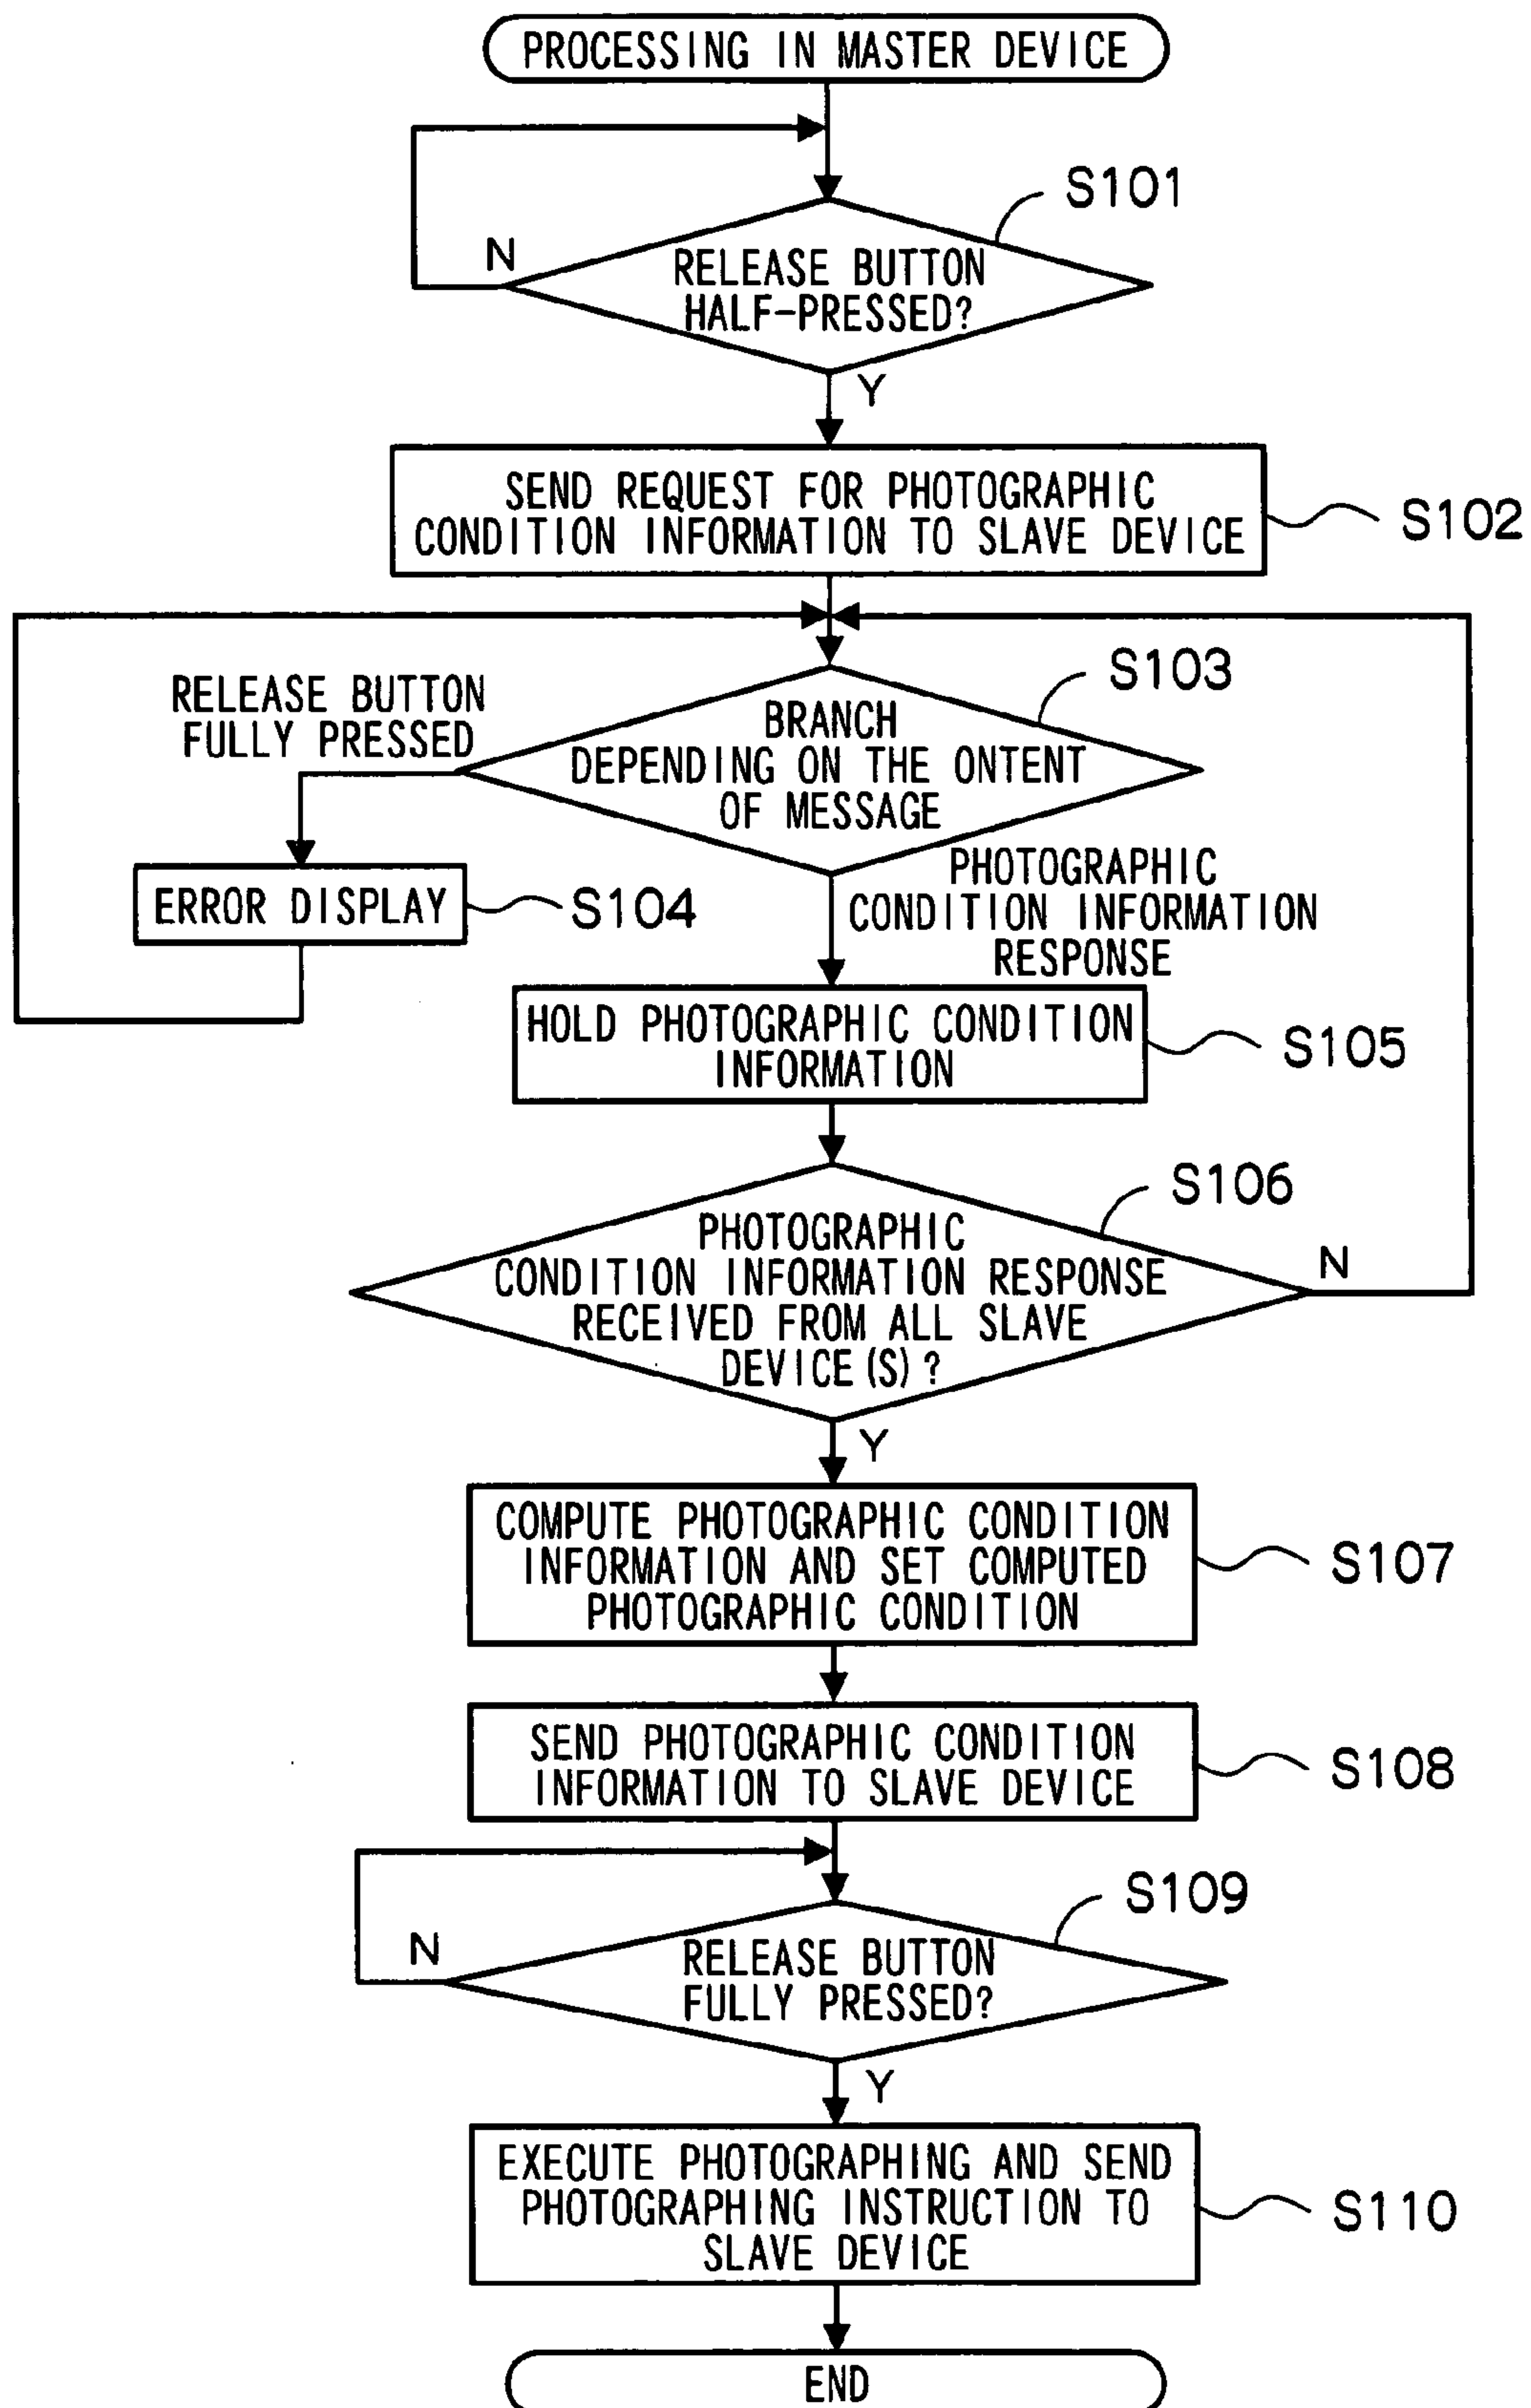 PROCESSING IN MASTER DEVICE
S101
N
RELEASE BUTTON
HALF-PRESSED?
Y
SEND REQUEST FOR PHOTOGRAPHIC
CONDITION INFORMATION TO SLAVE DEVICE
S102
S103
RELEASE BUTTON
FULLY PRESSED
BRANCH
DEPENDING ON THE ONTENT
OF MESSAGE
ERROR DISPLAY
S104
PHOTOGRAPHIC
CONDITION INFORMATION
RESPONSE
HOLD PHOTOGRAPHIC CONDITION
INFORMATION
S105
S106
PHOTOGRAPHIC
CONDITION INFORMATION RESPONSE
RECEIVED FROM ALL SLAVE
DEVICE(S)?
N
Y
COMPUTE PHOTOGRAPHIC CONDITION
INFORMATION AND SET COMPUTED
PHOTOGRAPHIC CONDITION
S107
SEND PHOTOGRAPHIC CONDITION
INFORMATION TO SLAVE DEVICE
S108
S109
N
RELEASE BUTTON
FULLY PRESSED?
Y
EXECUTE PHOTOGRAPHING AND SEND
PHOTOGRAPHING INSTRUCTION TO
SLAVE DEVICE
S110
END